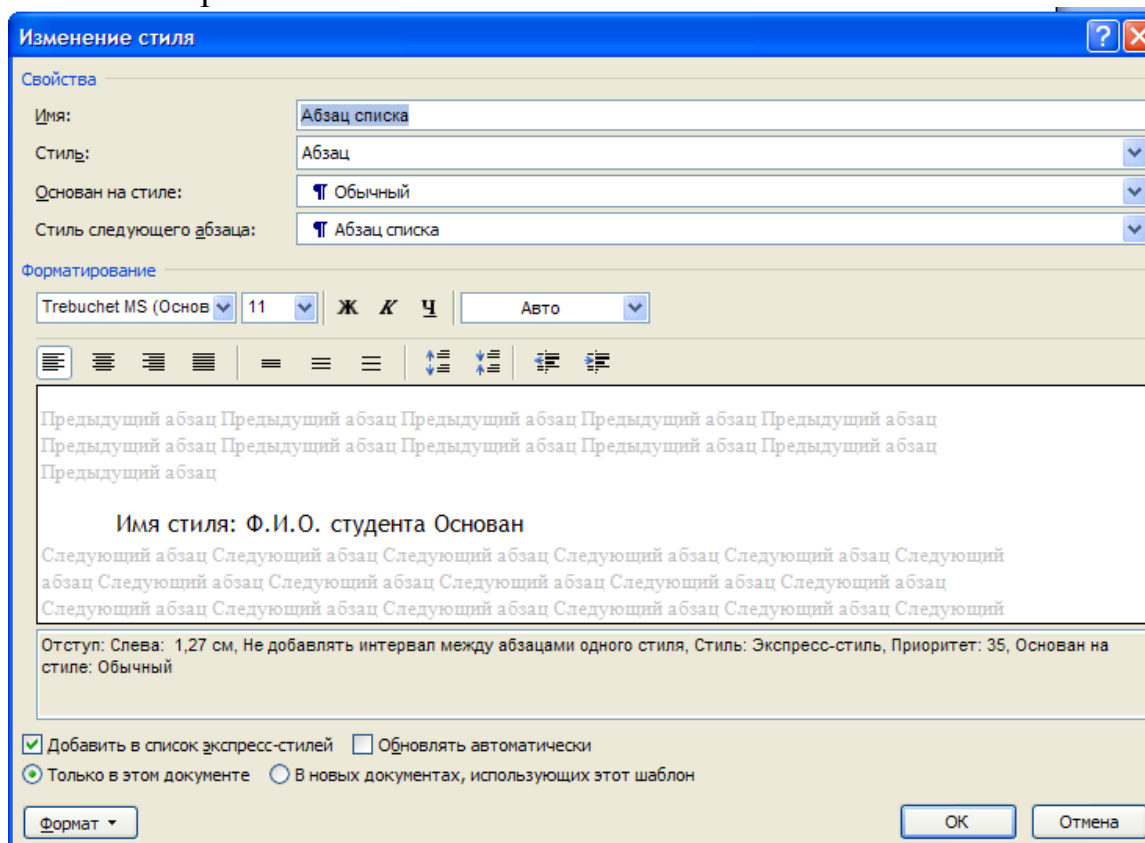 Изменение стиля
Свойства
Имя: Абзац списка
Стиль: Абзац
Основан на стиле: ¶ Обычный
Стиль следующего абзаца: ¶ Абзац списка
Форматирование
Trebuchet MS (Основ 11 Ж К Ч Авто
Предыдущий абзац Предыдущий абзац Предыдущий абзац Предыдущий абзац Предыдущий абзац
Предыдущий абзац Предыдущий абзац Предыдущий абзац Предыдущий абзац Предыдущий абзац
Предыдущий абзац
Имя стиля: Ф.И.О. студента Основан
Следующий абзац Следующий абзац Следующий абзац Следующий абзац Следующий абзац Следующий
абзац Следующий абзац Следующий абзац Следующий абзац Следующий абзац Следующий абзац
Следующий абзац Следующий абзац Следующий абзац Следующий абзац Следующий абзац Следующий
Отступ: Слева: 1,27 см, Не добавлять интервал между абзацами одного стиля, Стиль: Экспресс-стиль, Приоритет: 35, Основан на
стиле: Обычный
Добавить в список экспресс-стилей Обновлять автоматически
Только в этом документе В новых документах, использующих этот шаблон
Формат ОК Отмена